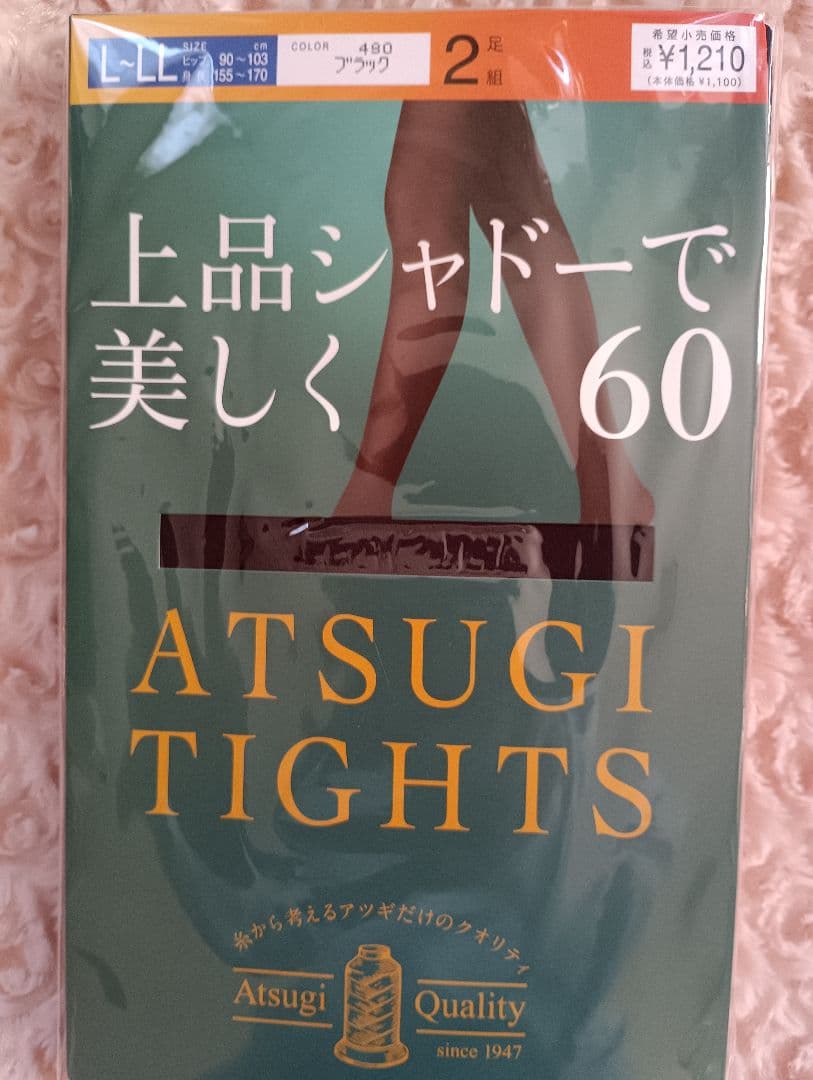 L~LL
SIZE cm
ヒップ 90~103
身長 155~170
COLOR 480
ブラック
2足組
希望小売価格
税込 ¥1,210
(本体価格 ¥1,100)
上品シャドーで
美しく 60
ATSUGI
TIGHTS
糸から考えるアツギだけのクオリティ
Atsugi Quality
since 1947